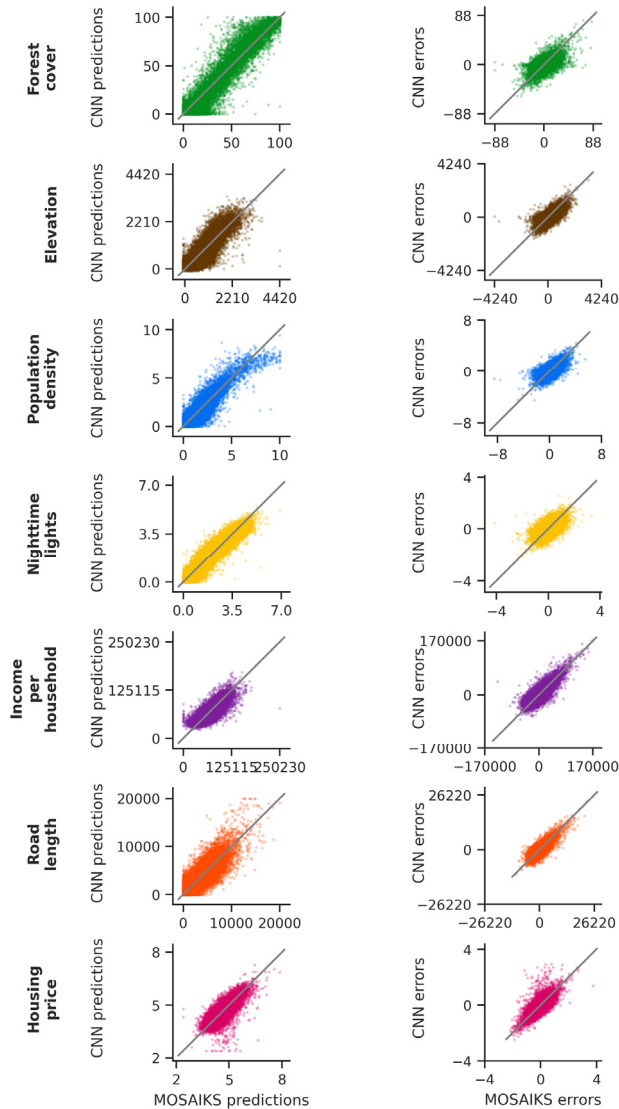 Forest
cover
CNN predictions
100
50
0
0
50
100
CNN errors
88
0
−88
−88
0
88
Elevation
CNN predictions
4420
2210
0
0
2210
4420
CNN errors
4240
0
−4240
−4240
0
4240
Population
density
CNN predictions
10
5
0
0
5
10
CNN errors
8
0
−8
−8
0
8
Nighttime
lights
CNN predictions
7.0
3.5
0.0
0.0
3.5
7.0
CNN errors
4
0
−4
−4
0
4
Income
per
household
CNN predictions
250230
125115
0
0
125115
250230
CNN errors
170000
0
−170000
−170000
0
170000
Road
length
CNN predictions
20000
10000
0
0
10000
20000
CNN errors
26220
0
−26220
−26220
0
26220
Housing
price
CNN predictions
8
5
2
2
5
8
MOSAIKS predictions
CNN errors
4
0
−4
−4
0
4
MOSAIKS errors